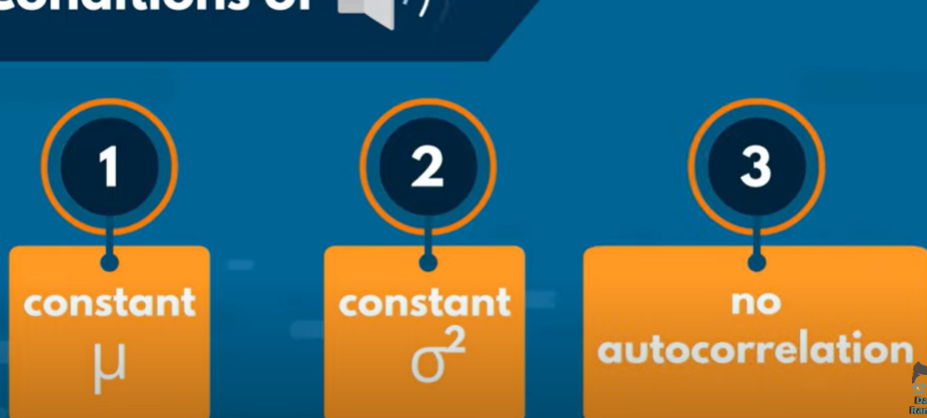 conditions of
1
2
3
constant
μ
constant
σ²
no
autocorrelation